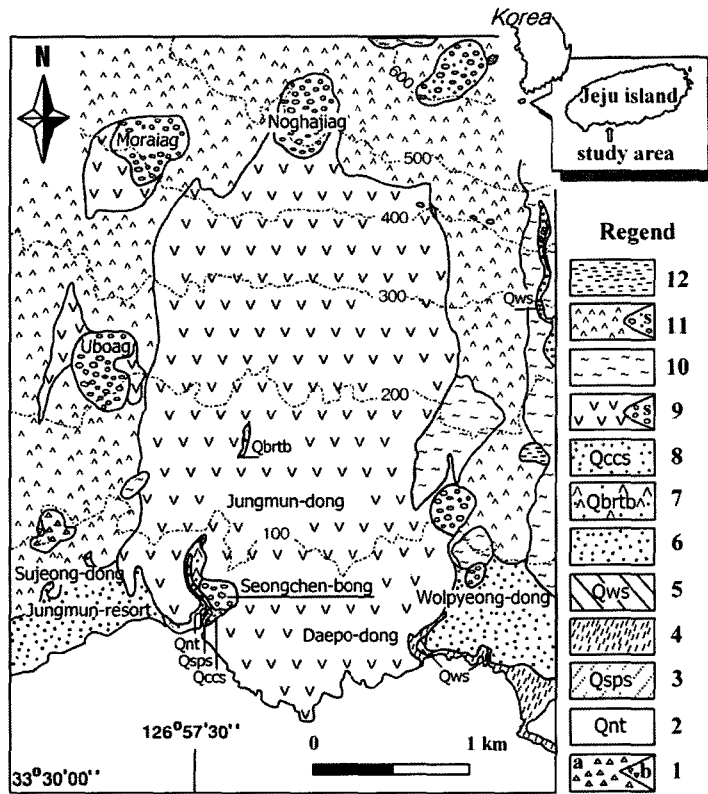 Korea
N
Jeju island
study area
600
Noghajiag
Moraiag
500
400
300
Qws
Uboag
200
Qbrtb
Jungmun-dong
100
Sujeong-dong
Jungmun-resort
Seongchen-bong
Wolpyeong-dong
Daepo-dong
Qnt
Qsps
Qccs
Qws
126°57'30''
0 1 km
33°30'00''
Regend
12
s 11
10
s 9
Qccs 8
Qbrtb 7
6
Qws 5
4
Qsps 3
Qnt 2
a b 1